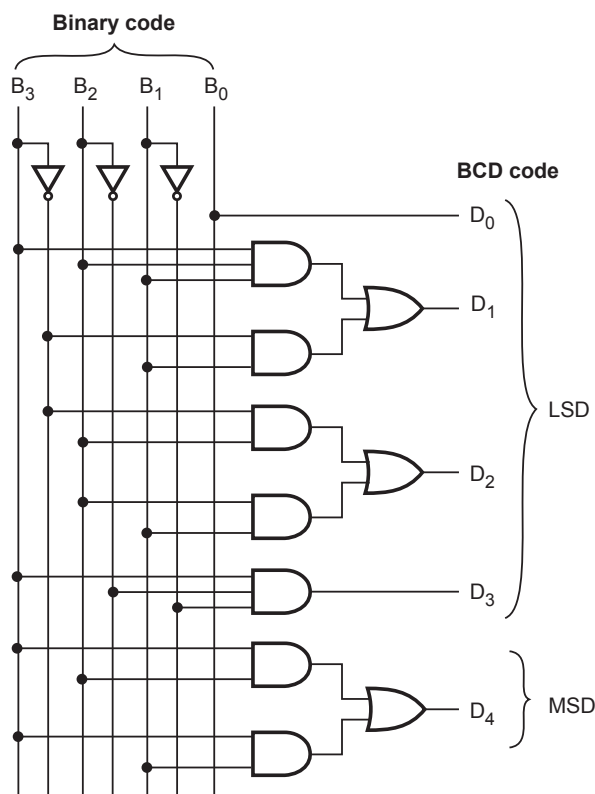 Binary code
B3 B2 B1 B0
BCD code
D0
D1
LSD
D2
D3
D4 MSD